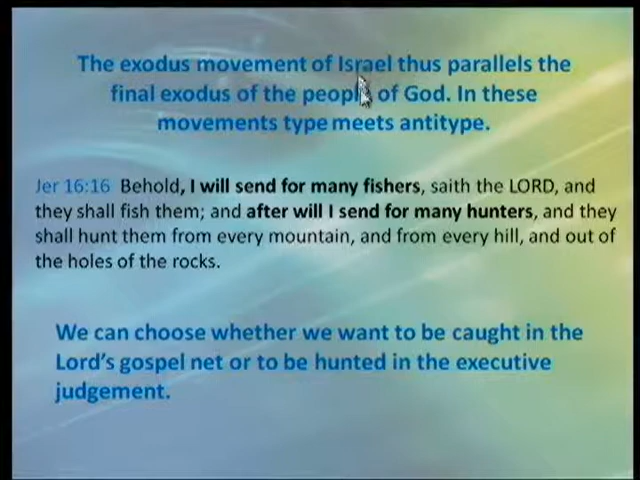 The exodus movement of Israel thus parallels the
final exodus of the people of God. In these
movements type meets antitype.
Jer 16:16 Behold, I will send for many fishers, saith the LORD, and
they shall fish them; and after will I send for many hunters, and they
shall hunt them from every mountain, and from every hill, and out of
the holes of the rocks.
We can choose whether we want to be caught in the
Lord's gospel net or to be hunted in the executive
judgement.